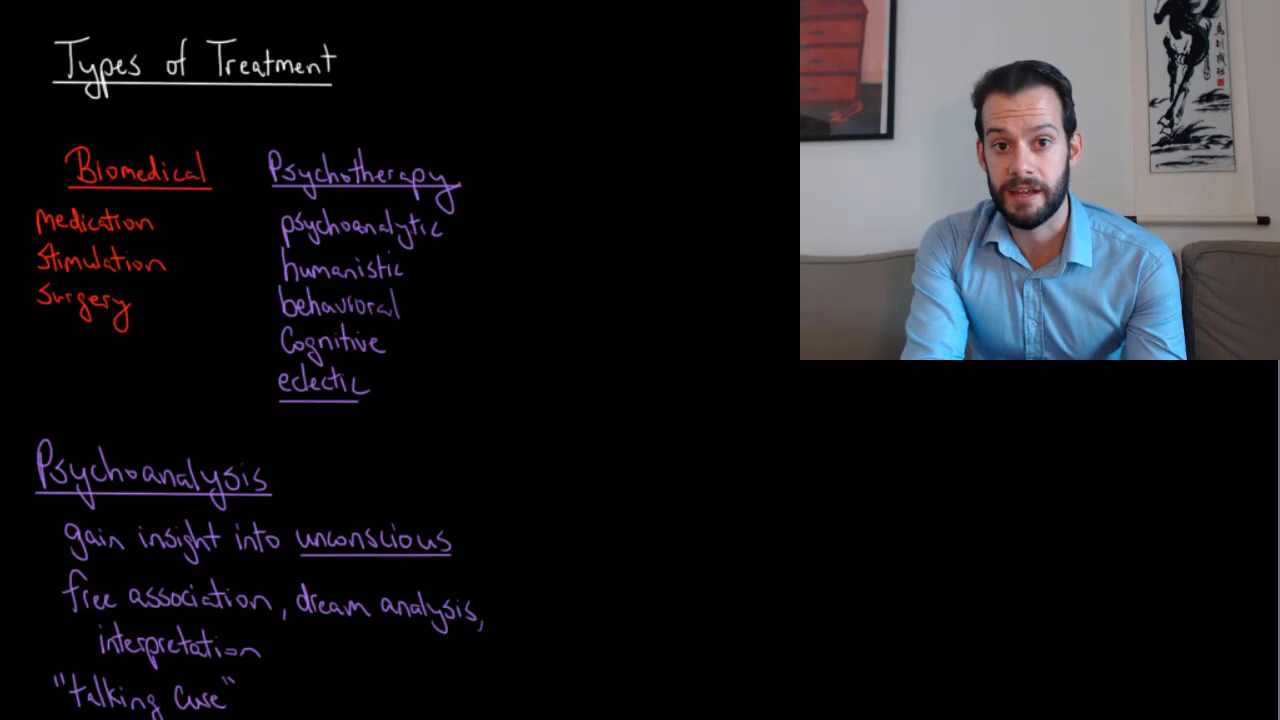 Types of Treatment
Biomedical
Medication
Stimulation
Surgery
Psychotherapy
psychoanalytic
humanistic
behavioral
Cognitive
eclectic
Psychoanalysis
gain insight into unconscious
free association, dream analysis,
interpretation
"talking cure"